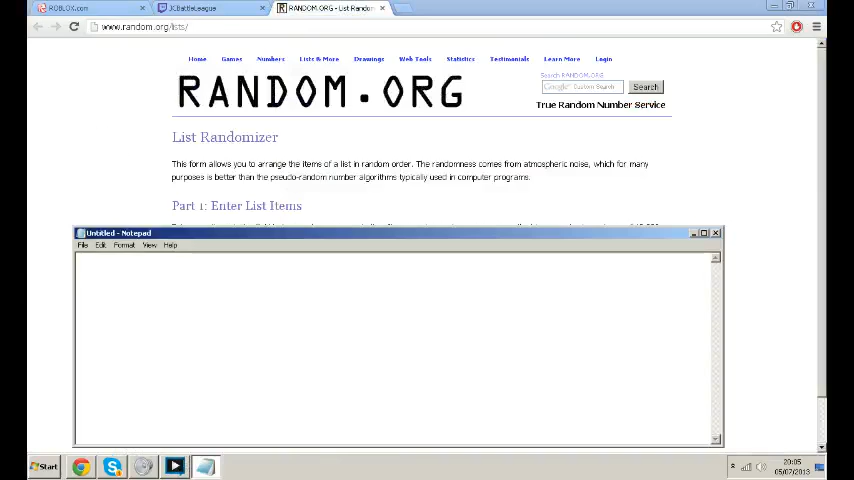 ROBLOX.com
3CBattleLeague
RANDOM.ORG - List Random
www.random.org/lists/
Home Games Numbers Lists & More Drawings Web Tools Statistics Testimonials Learn More Login
Search RANDOM.ORG
RANDOM.ORG
Google Custom Search
Search
True Random Number Service
List Randomizer
This form allows you to arrange the items of a list in random order. The randomness comes from atmospheric noise, which for many
purposes is better than the pseudo-random number algorithms typically used in computer programs.
Part 1: Enter List Items
Untitled - Notepad
File Edit Format View Help
Start
20:05
05/07/2013